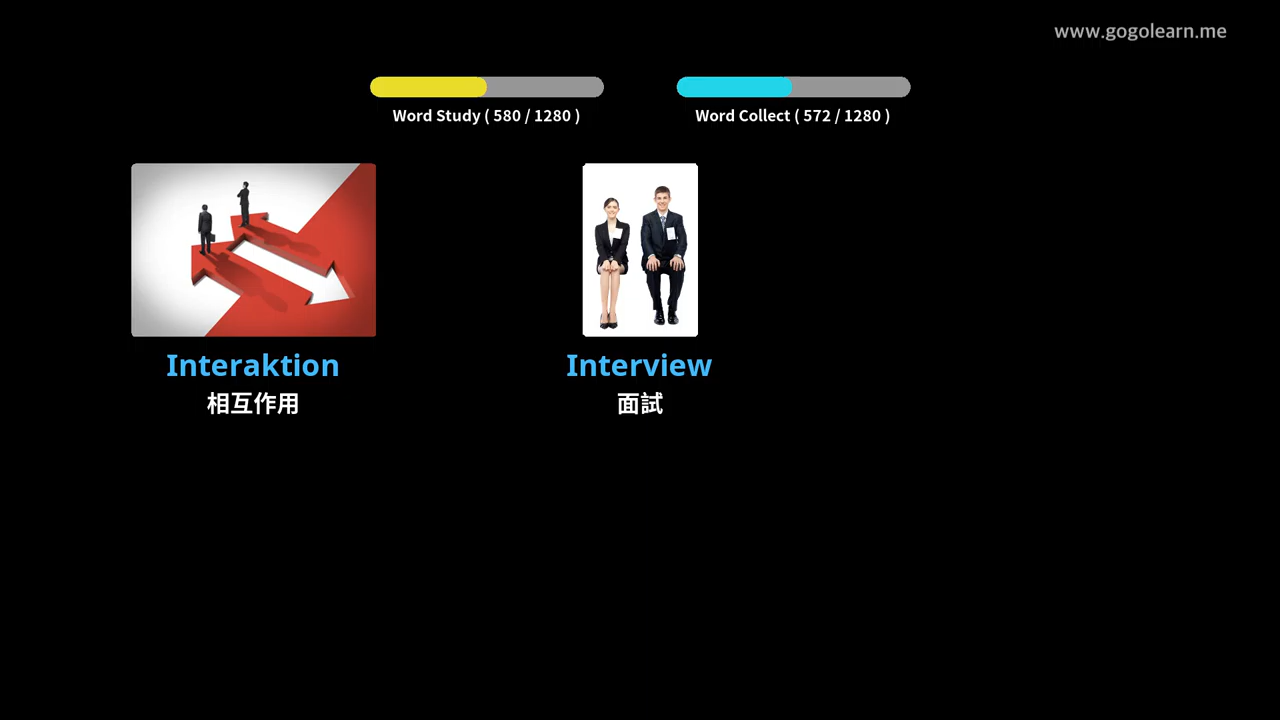 www.gogolearn.me
Word Study ( 580 / 1280 )
Word Collect ( 572 / 1280 )
Interaktion
相互作用
Interview
面試